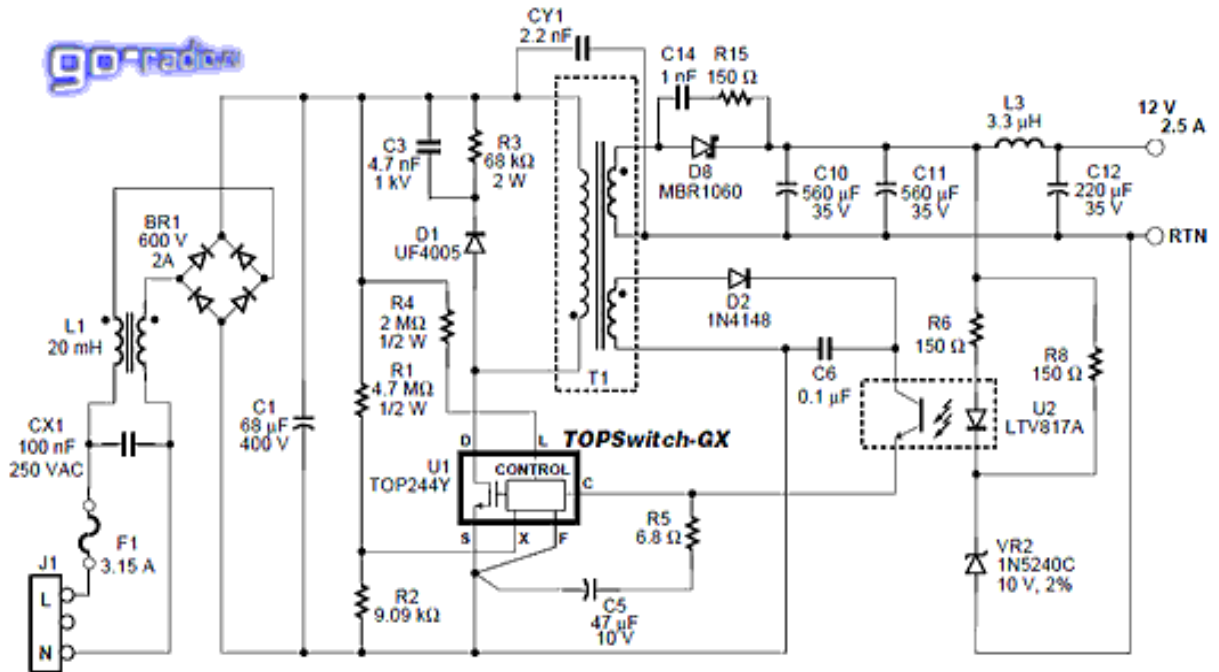 go-radio.ru
CY1
2.2 nF
C14
1 nF
R15
150 Ω
L3
3.3 µH
12 V
2.5 A
C3
4.7 nF
1 kV
R3
68 kΩ
2 W
D8
MBR1060
C10
560 µF
35 V
C11
560 µF
35 V
C12
220 µF
35 V
BR1
600 V
2A
D1
UF4005
RTN
L1
20 mH
R4
2 MΩ
1/2 W
D2
1N4148
R6
150 Ω
R8
150 Ω
R1
4.7 MΩ
1/2 W
T1
C6
0.1 µF
U2
LTV817A
CX1
100 nF
250 VAC
C1
68 µF
400 V
D
L
TOPSwitch-GX
U1
TOP244Y
CONTROL
C
S
X
F
R5
6.8 Ω
F1
3.15 A
J1
L
N
R2
9.09 kΩ
C5
47 µF
10 V
VR2
1N5240C
10 V, 2%